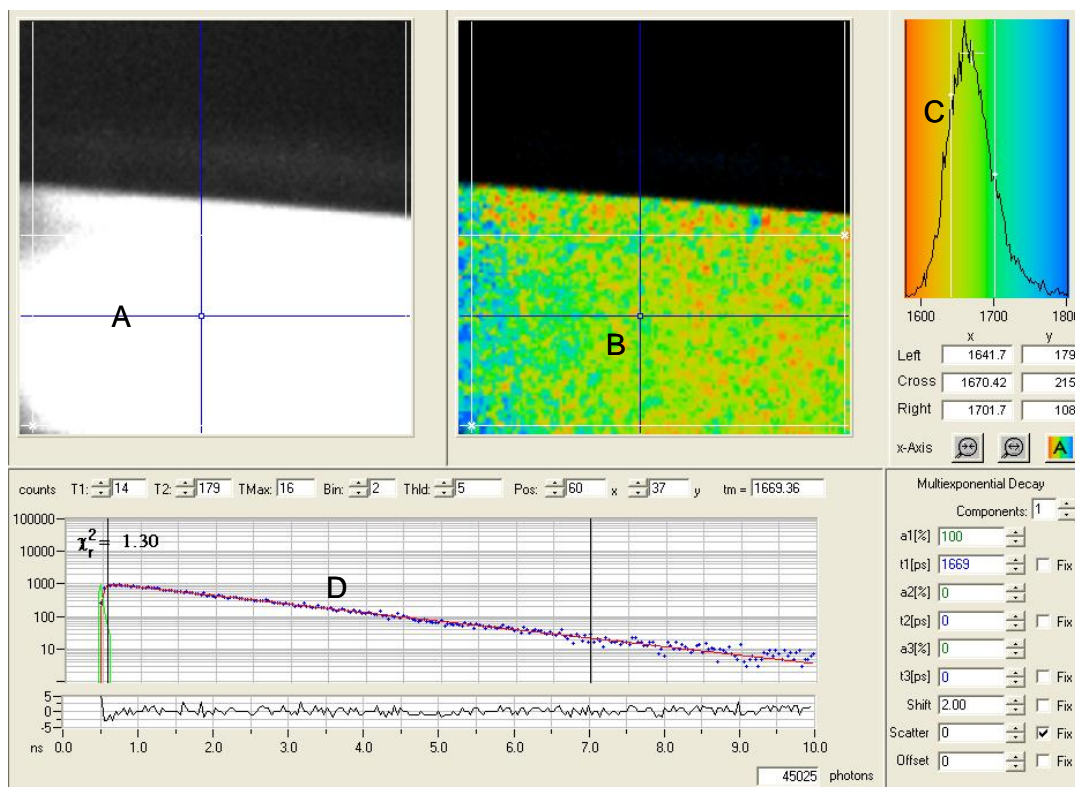 A
B
C
1600 1700 1800
x y
Left 1641.7 179
Cross 1670.42 215
Right 1701.7 108
x-Axis A
counts T1: 14 T2: 179 TMax: 16 Bin: 2 Thld: 5 Pos: 60 x 37 y tm = 1669.36
100000
10000
1000
100
10
χr² = 1.30
D
5
0
-5
ns 0.0 1.0 2.0 3.0 4.0 5.0 6.0 7.0 8.0 9.0 10.0
45025 photons
Multiexponential Decay
Components: 1
a1[%] 100
t1[ps] 1669 Fix
a2[%] 0
t2[ps] 0 Fix
a3[%] 0
t3[ps] 0 Fix
Shift 2.00 Fix
Scatter 0 Fix
Offset 0 Fix